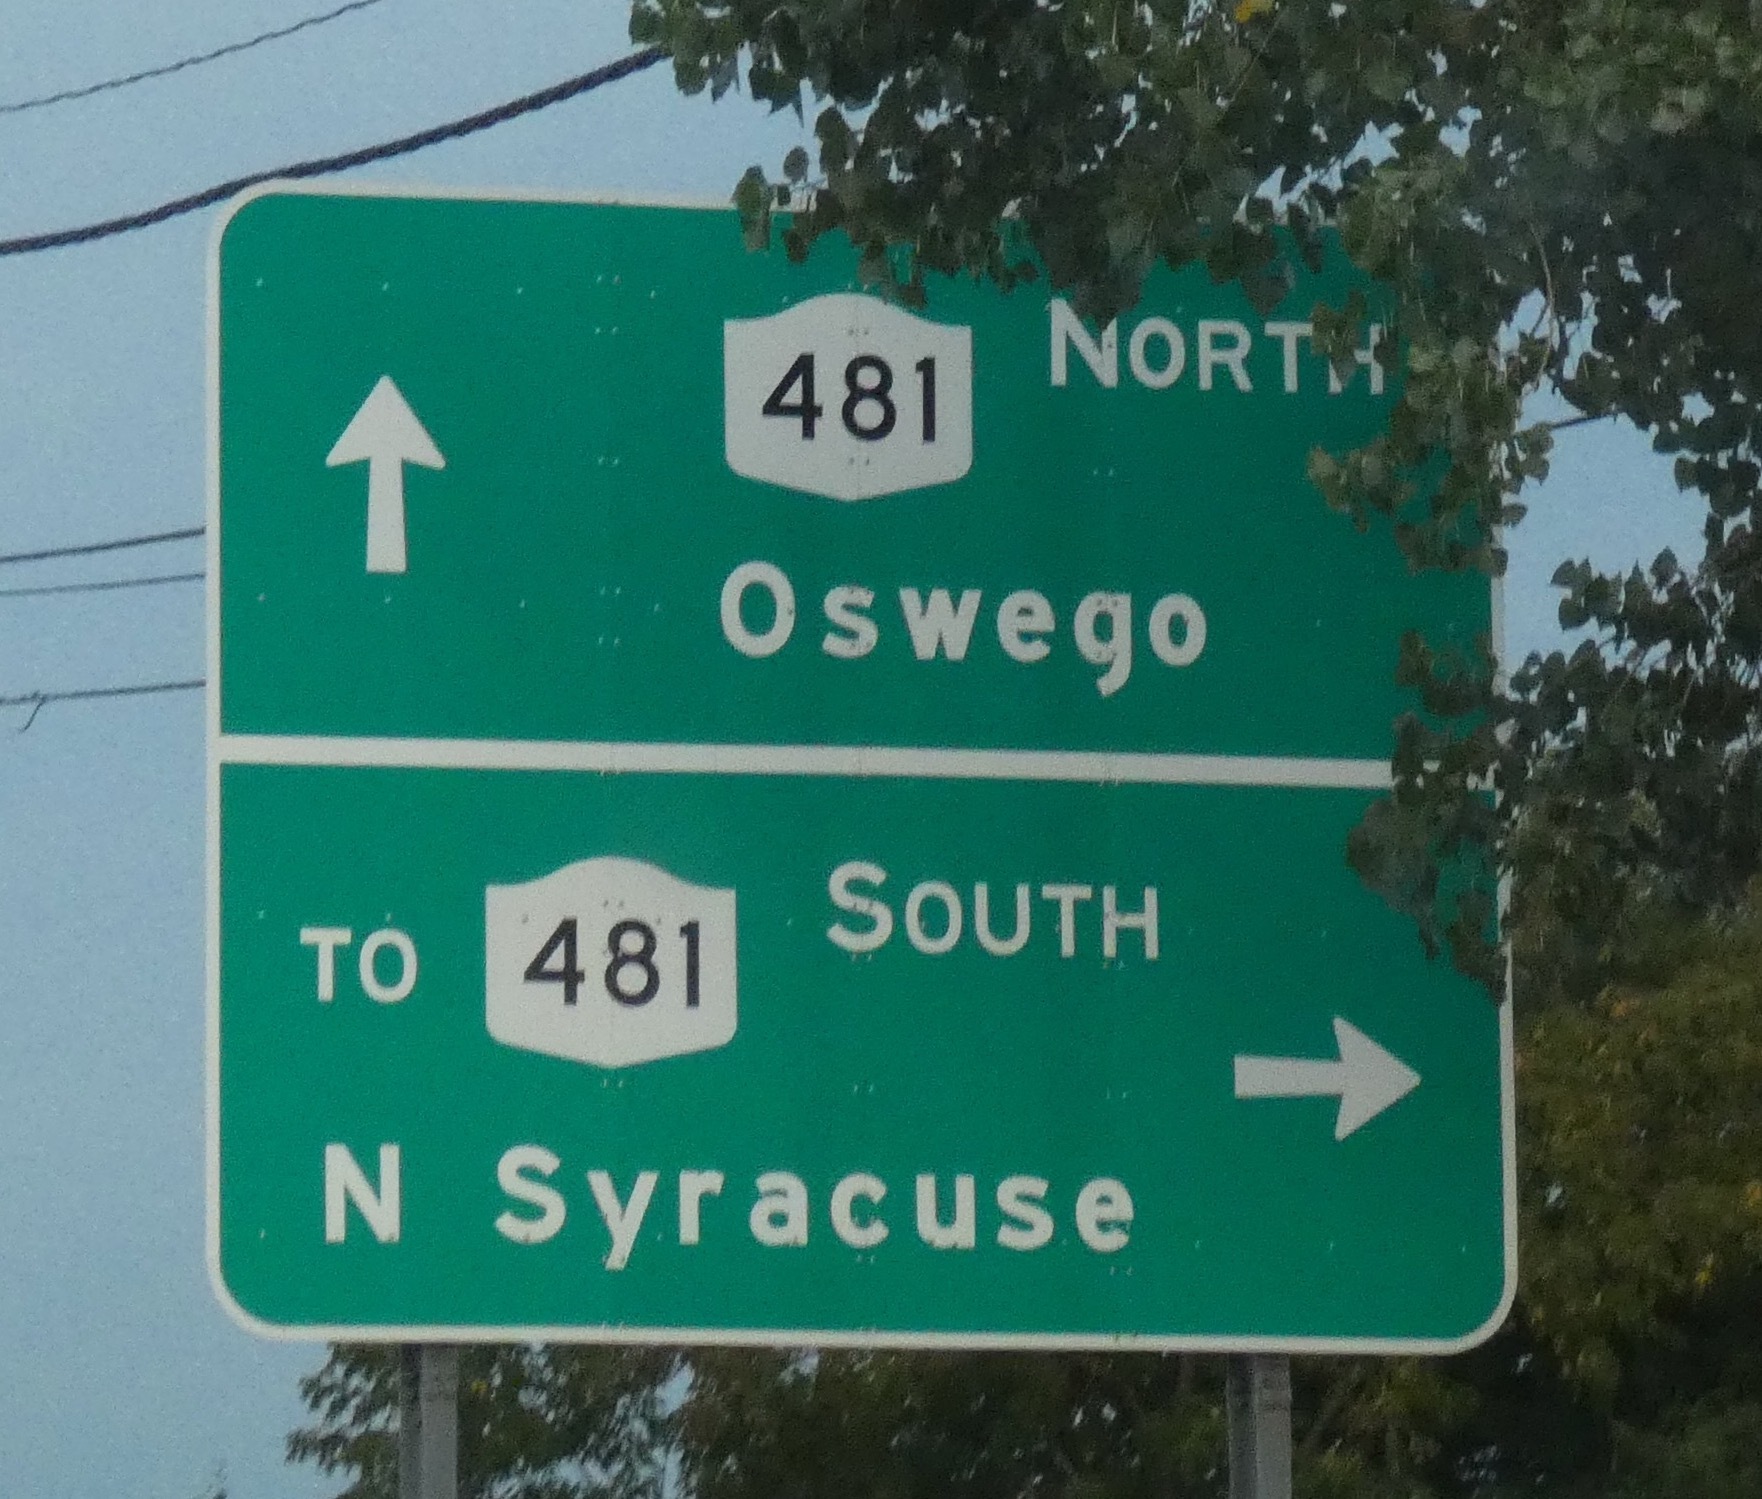 481 NORTH
Oswego
TO 481 SOUTH
N Syracuse